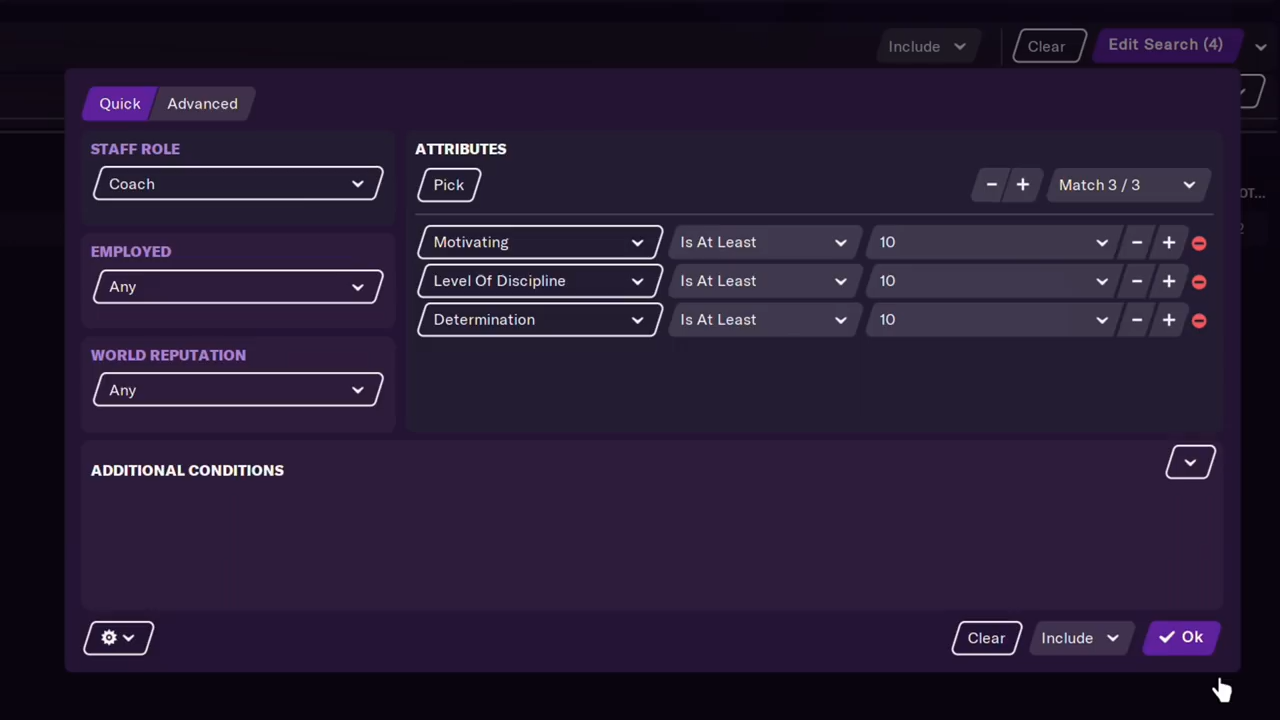 Include
Clear
Edit Search (4)
Quick
Advanced
STAFF ROLE
Coach
EMPLOYED
Any
WORLD REPUTATION
Any
ATTRIBUTES
Pick
Match 3 / 3
Motivating Is At Least 10
Level Of Discipline Is At Least 10
Determination Is At Least 10
ADDITIONAL CONDITIONS
Clear
Include
Ok